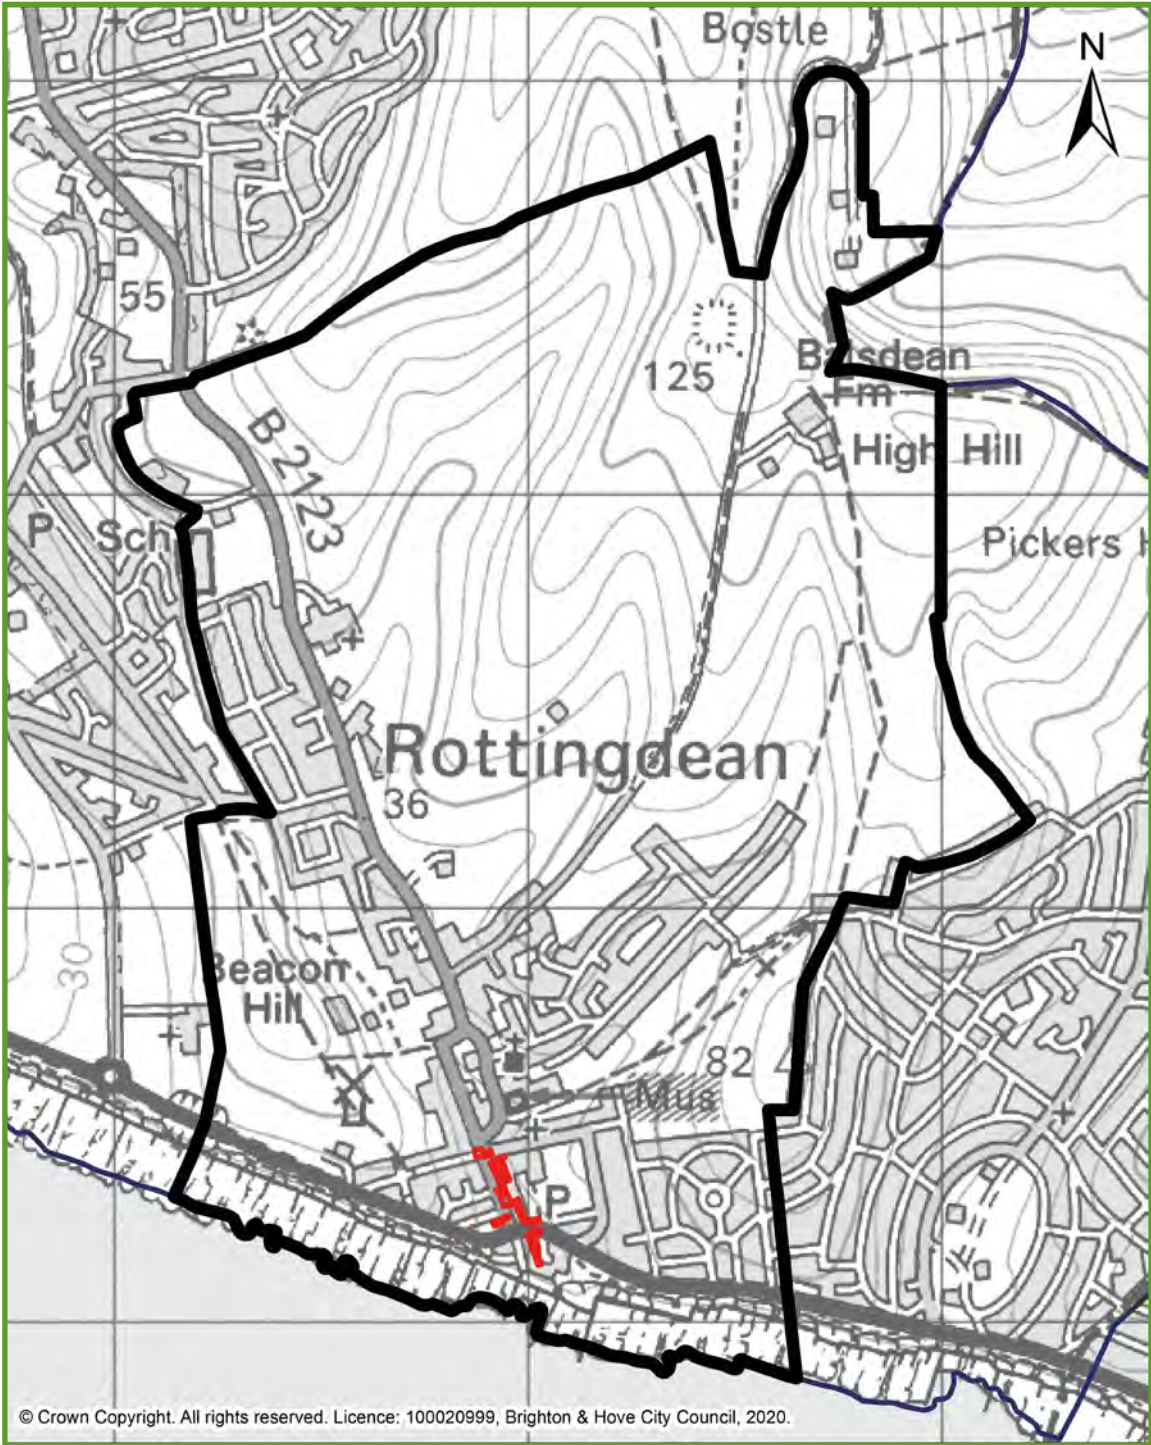 Bostle
N
55
125
Balsdean
Fm
B 2123
High Hill
P
Sch
Pickers H
Rottingdean
36
30
Beacon
Hill
82
Mus
P
© Crown Copyright. All rights reserved. Licence: 100020999, Brighton & Hove City Council, 2020.